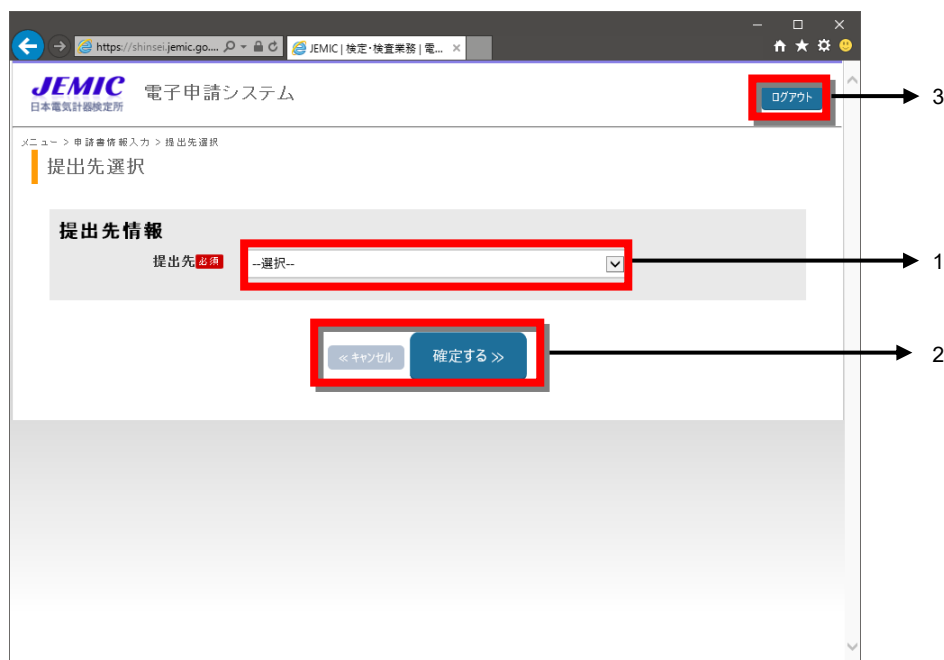 https://shinsei.jemic.go....
JEMIC | 検定・検査業務 | 電...
JEMIC
日本電気計器検定所
電子申請システム
ログアウト
3
メニュー > 申請書情報入力 > 提出先選択
提出先選択
提出先情報
提出先 必須
--選択--
1
≪ キャンセル
確定する ≫
2